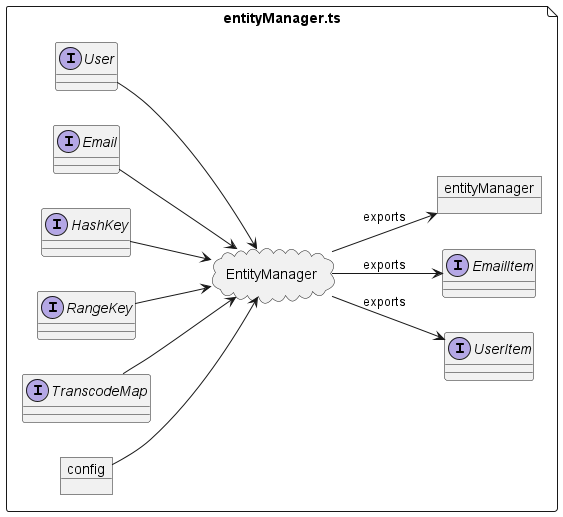 entityManager.ts
I User
I Email
I HashKey
I RangeKey
I TranscodeMap
config
EntityManager
exports
entityManager
exports
I EmailItem
exports
I UserItem